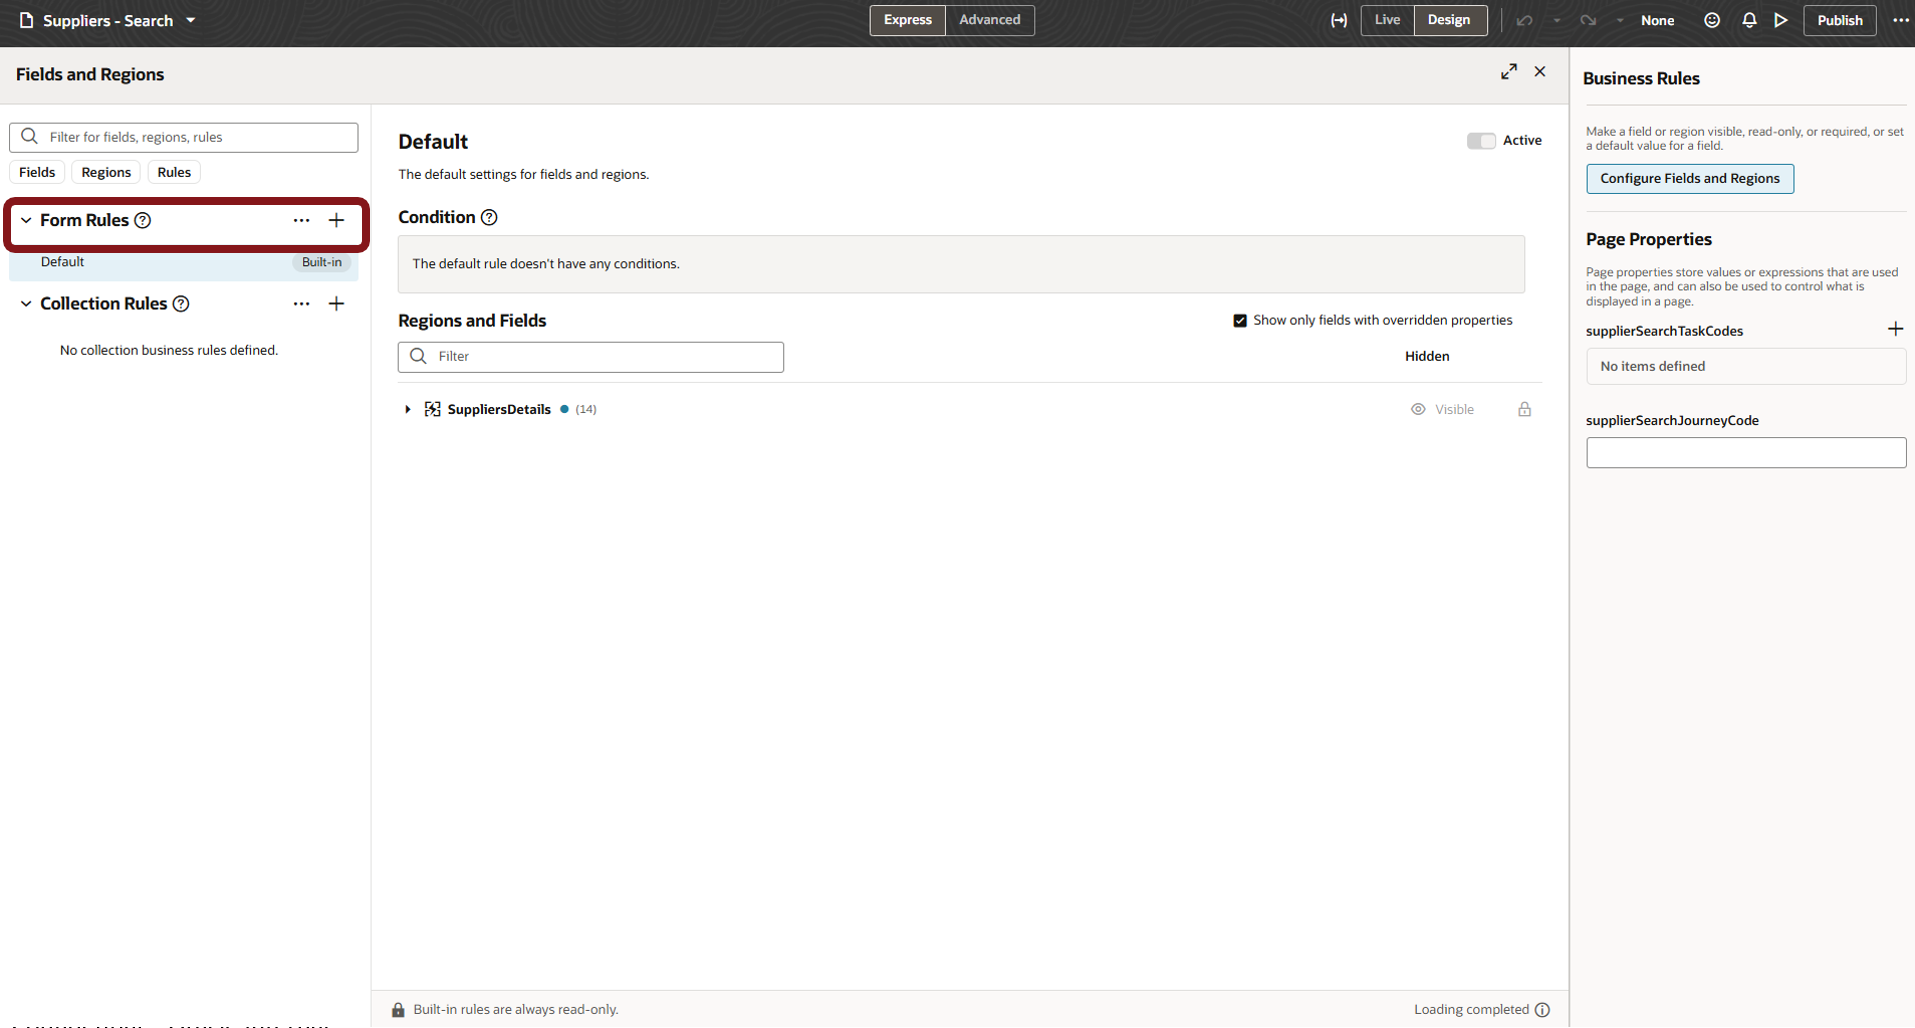 Suppliers - Search
Express
Advanced
Live
Design
None
Publish
Fields and Regions
Filter for fields, regions, rules
Fields
Regions
Rules
Form Rules
Default
Built-in
Collection Rules
No collection business rules defined.
Default
Active
The default settings for fields and regions.
Condition
The default rule doesn't have any conditions.
Regions and Fields
Show only fields with overridden properties
Filter
Hidden
SuppliersDetails (14)
Visible
Built-in rules are always read-only.
Loading completed
Business Rules
Make a field or region visible, read-only, or required, or set
a default value for a field.
Configure Fields and Regions
Page Properties
Page properties store values or expressions that are used
in the page, and can also be used to control what is
displayed in a page.
supplierSearchTaskCodes
No items defined
supplierSearchJourneyCode